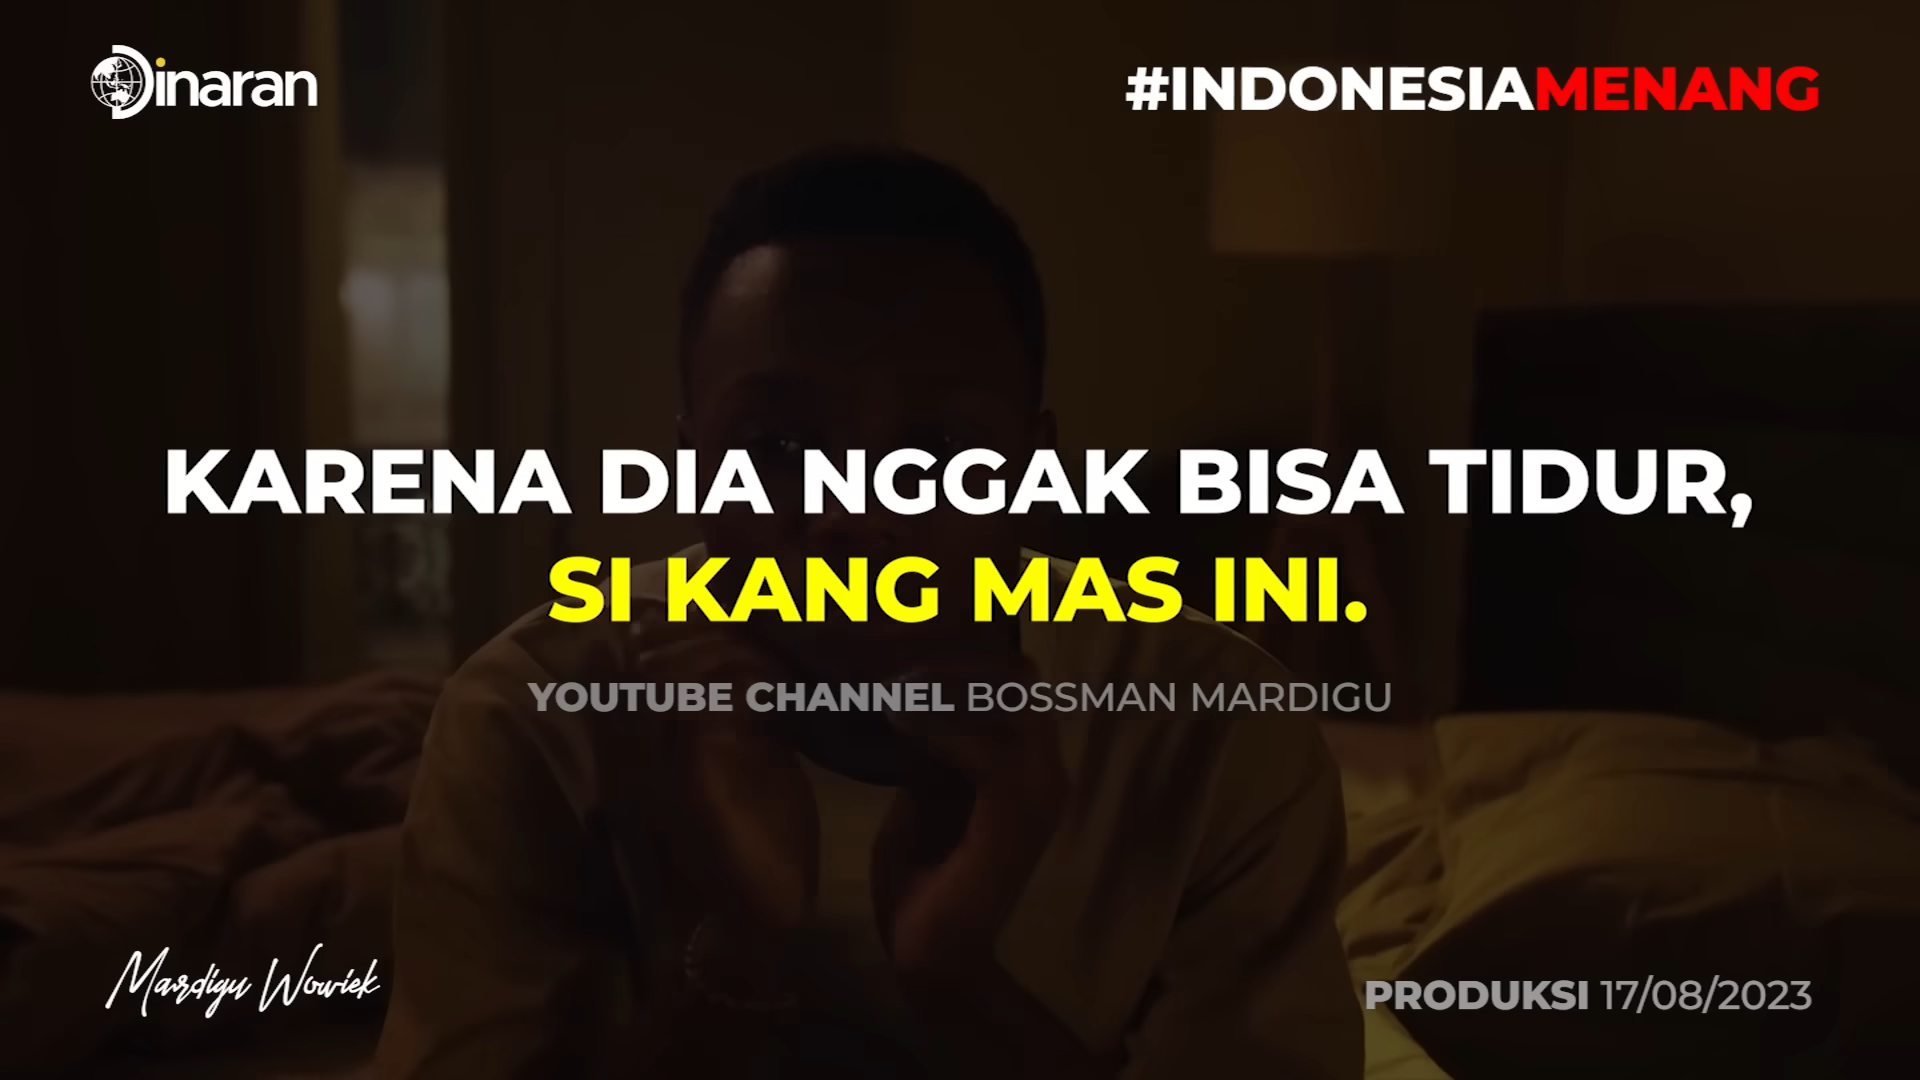 Dinaran
#INDONESIAMENANG
KARENA DIA NGGAK BISA TIDUR,
SI KANG MAS INI.
YOUTUBE CHANNEL BOSSMAN MARDIGU
Mardigu Wowiek
PRODUKSI 17/08/2023